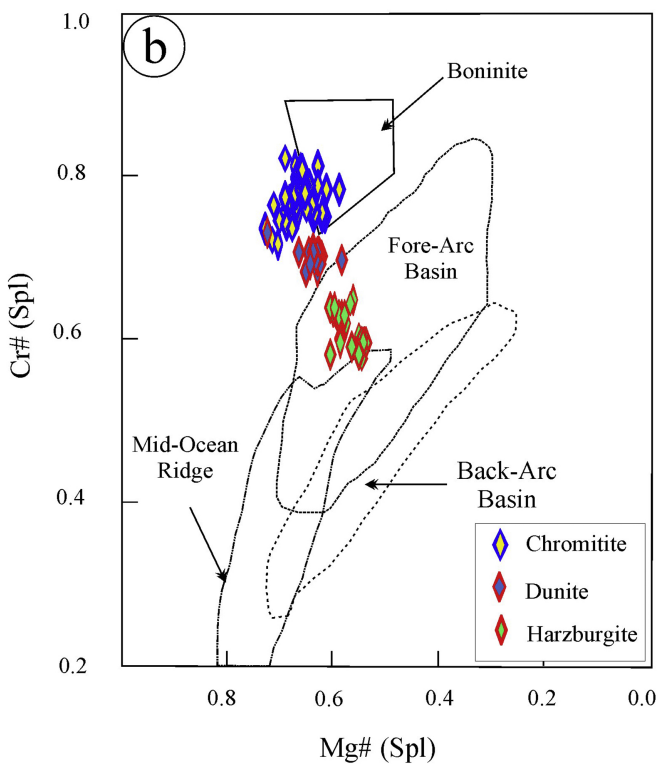 b
1.0
Boninite
0.8
Fore-Arc
Basin
Cr# (Spl)
0.6
Mid-Ocean
Ridge
Back-Arc
Basin
0.4
Chromitite
Dunite
Harzburgite
0.2
0.8
0.6
0.4
0.2
0.0
Mg# (Spl)